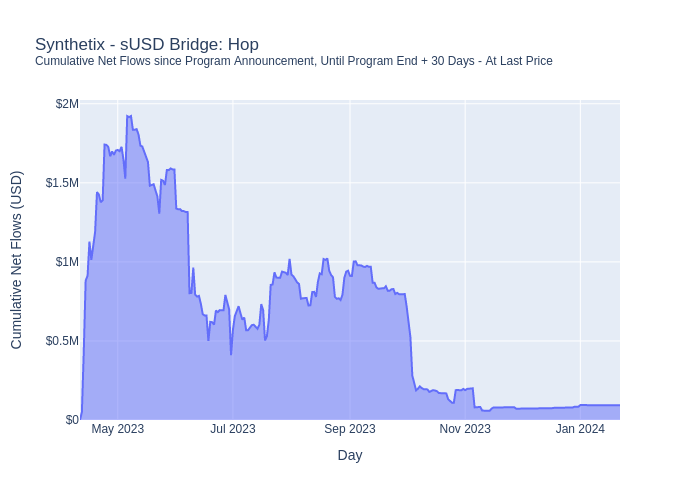 Synthetix - sUSD Bridge: Hop
Cumulative Net Flows since Program Announcement, Until Program End + 30 Days - At Last Price
Cumulative Net Flows (USD)
$2M
$1.5M
$1M
$0.5M
$0
May 2023
Jul 2023
Sep 2023
Nov 2023
Jan 2024
Day